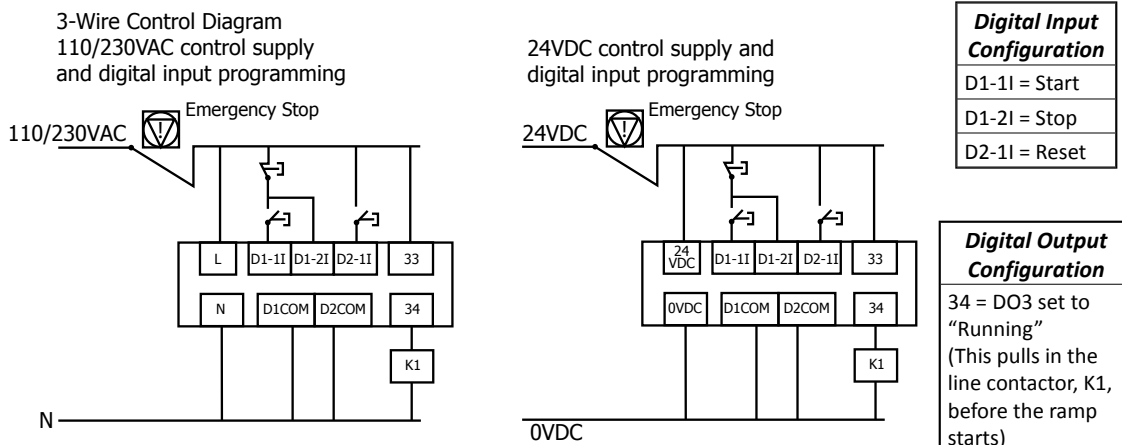 3-Wire Control Diagram
110/230VAC control supply
and digital input programming
Emergency Stop
110/230VAC
L
D1-1I
D1-2I
D2-1I
33
N
D1COM
D2COM
34
K1
N
24VDC control supply and
digital input programming
Emergency Stop
24VDC
24
VDC
D1-1I
D1-2I
D2-1I
33
0VDC
D1COM
D2COM
34
K1
0VDC
Digital Input
Configuration
D1-1I = Start
D1-2I = Stop
D2-1I = Reset
Digital Output
Configuration
34 = DO3 set to
“Running”
(This pulls in the
line contactor, K1,
before the ramp
starts)